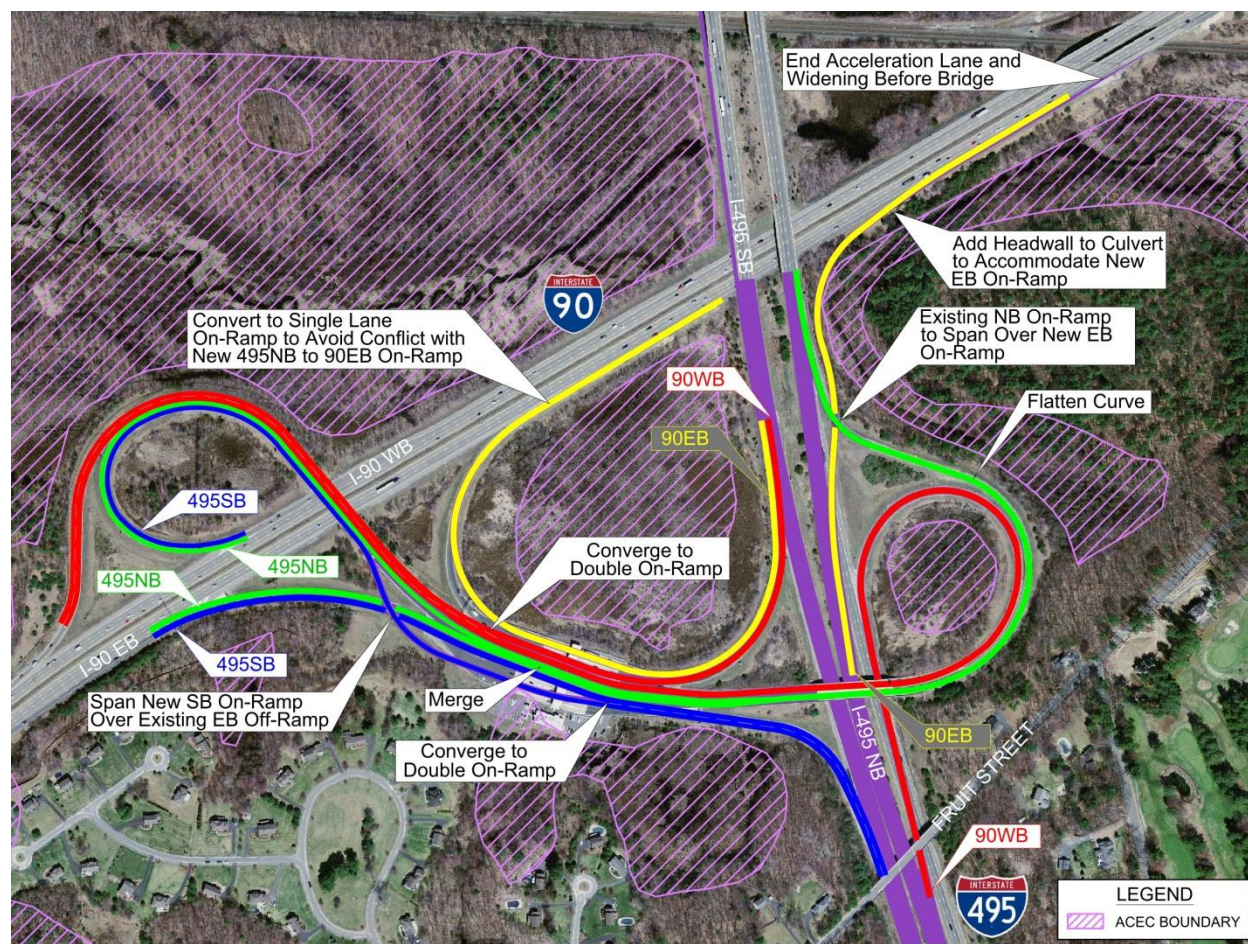 End Acceleration Lane and
Widening Before Bridge
I-495 SB
Add Headwall to Culvert
to Accommodate New
EB On-Ramp
INTERSTATE
90
Convert to Single Lane
On-Ramp to Avoid Conflict with
New 495NB to 90EB On-Ramp
Existing NB On-Ramp
to Span Over New EB
On-Ramp
90WB
Flatten Curve
90EB
I-90 WB
495SB
Converge to
Double On-Ramp
495NB
495NB
I-90 EB
495SB
Span New SB On-Ramp
Over Existing EB Off-Ramp
Merge
I-495 NB
90EB
Converge to
Double On-Ramp
FRUIT STREET
90WB
INTERSTATE
495
LEGEND
ACEC BOUNDARY